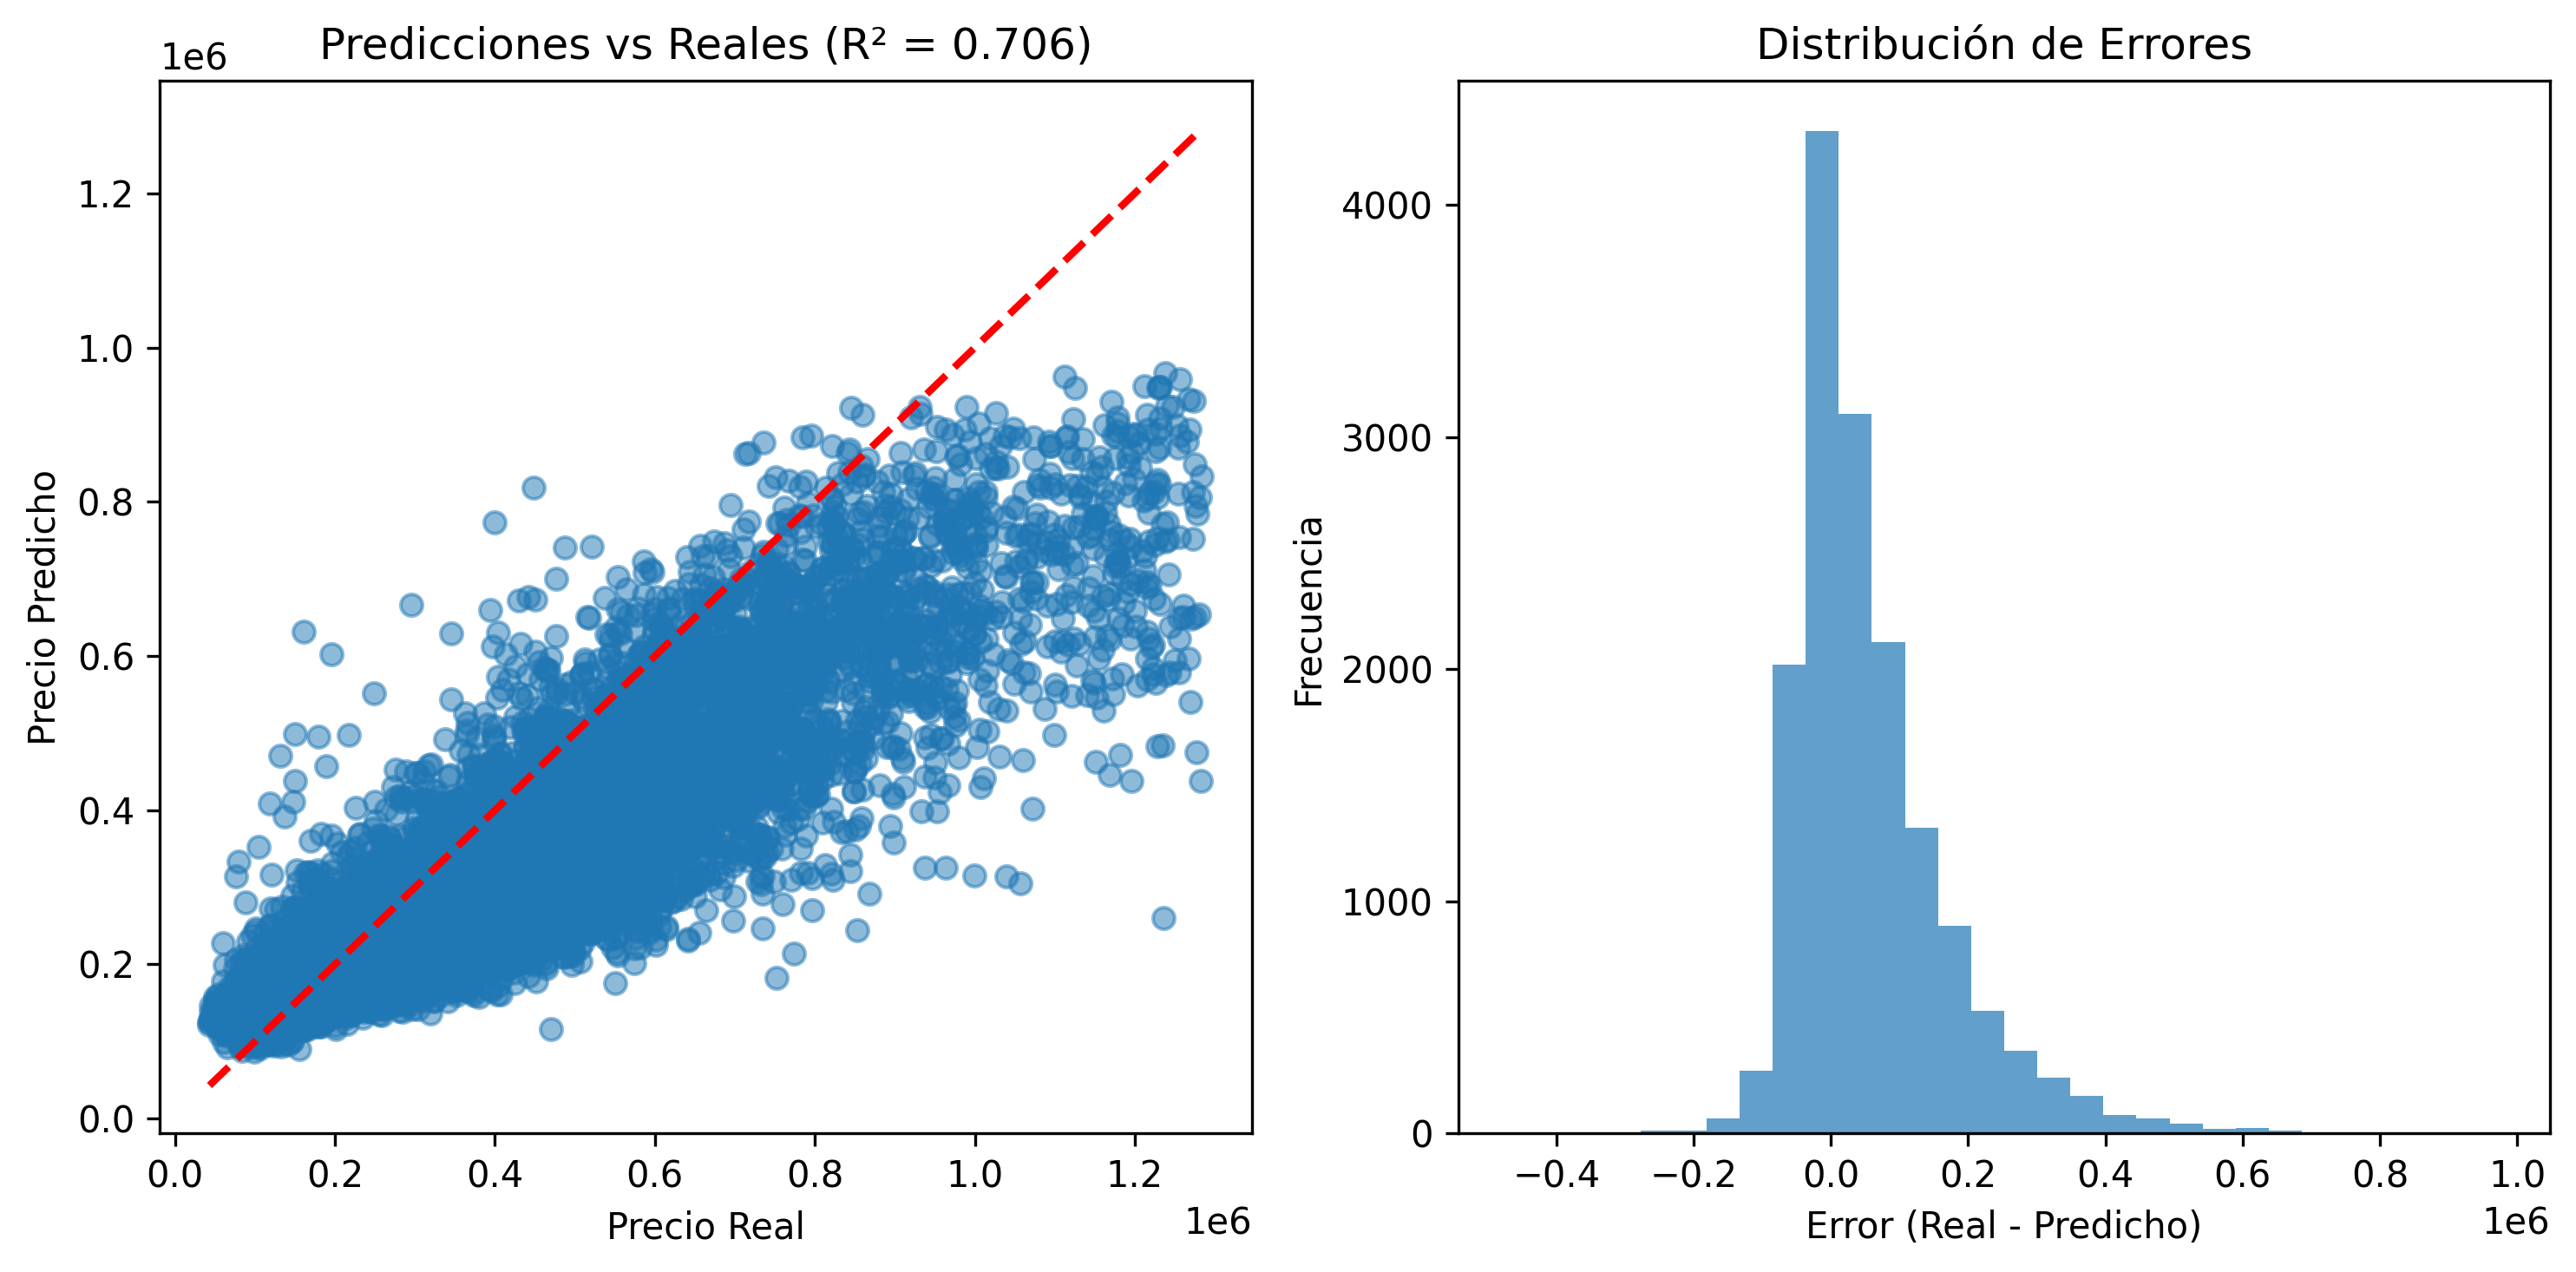 Predicciones vs Reales (R² = 0.706)
1e6
1.2
1.0
0.8
0.6
0.4
0.2
0.0
Precio Predicho
0.0 0.2 0.4 0.6 0.8 1.0 1.2
1e6
Precio Real
Distribución de Errores
4000
3000
2000
1000
0
Frecuencia
−0.4 −0.2 0.0 0.2 0.4 0.6 0.8 1.0
1e6
Error (Real - Predicho)